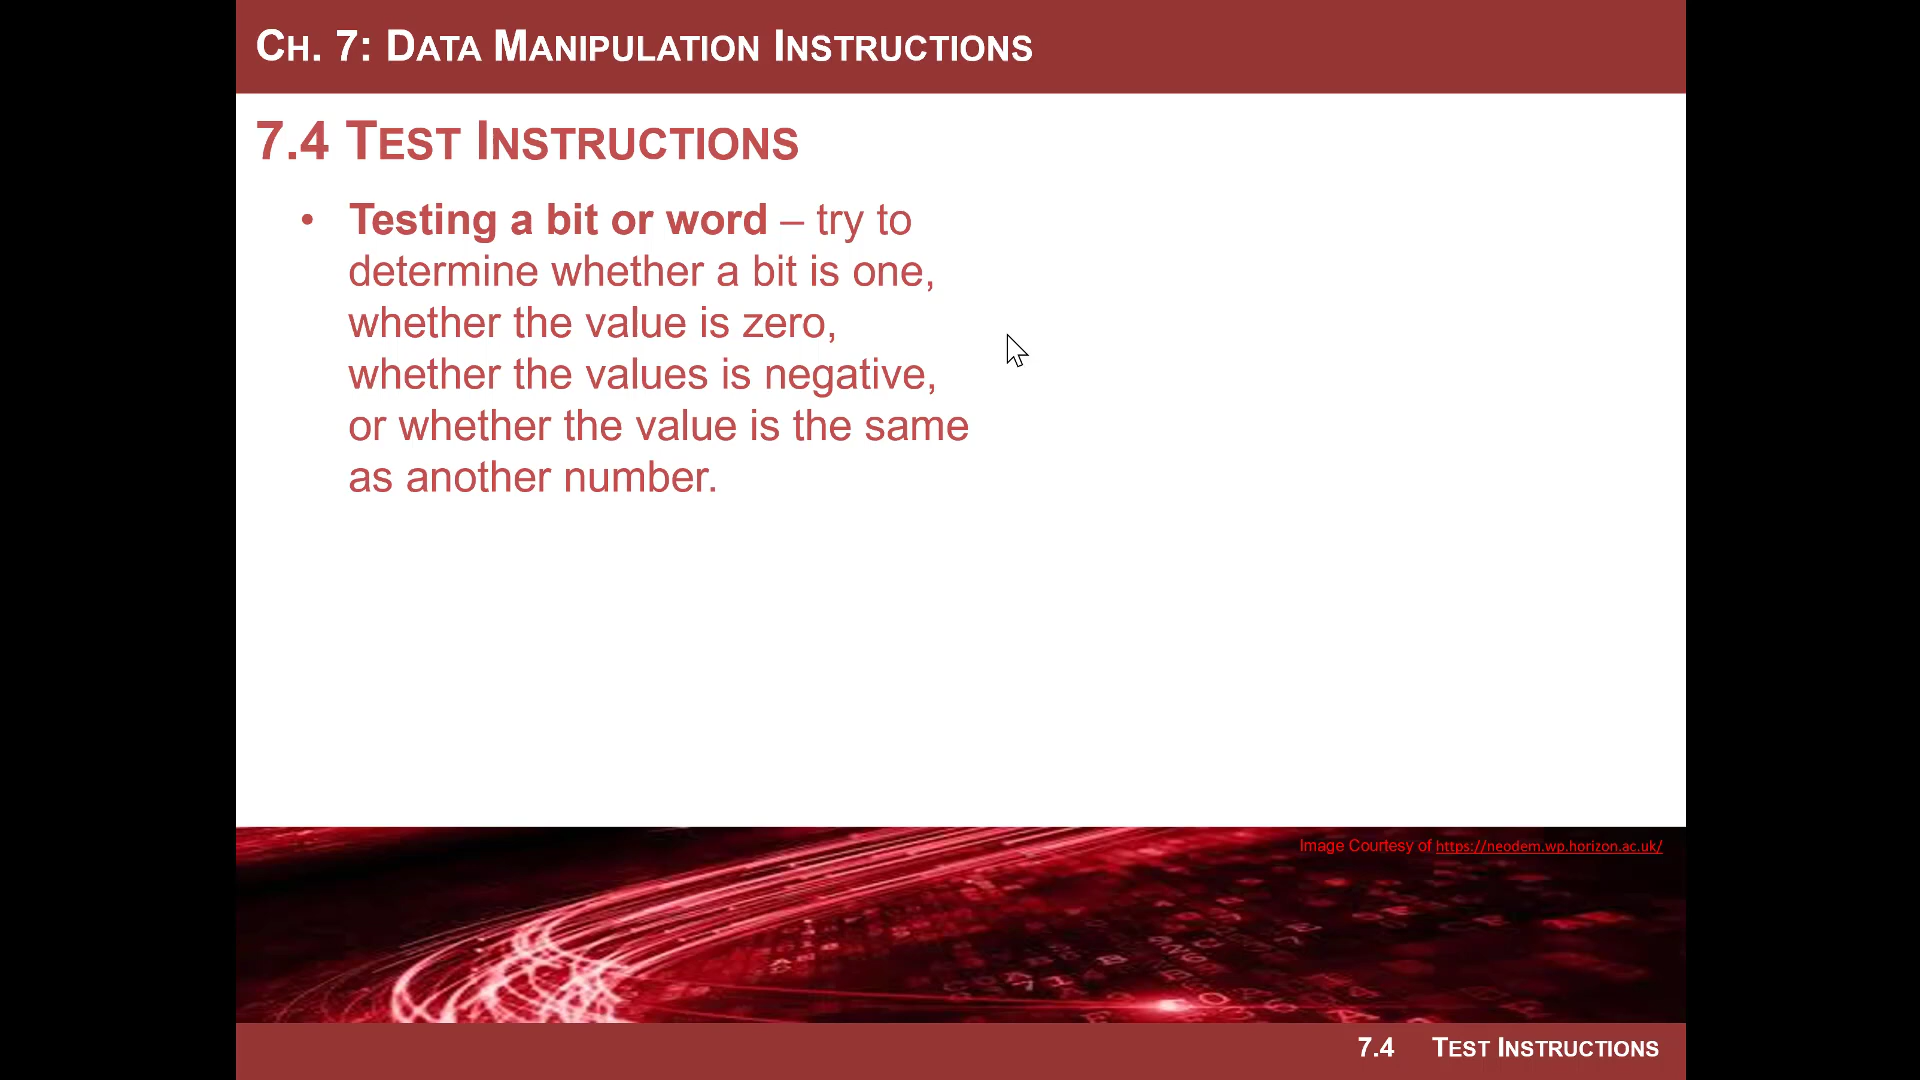 CH. 7: DATA MANIPULATION INSTRUCTIONS
7.4 TEST INSTRUCTIONS
• Testing a bit or word – try to
determine whether a bit is one,
whether the value is zero,
whether the values is negative,
or whether the value is the same
as another number.
Image Courtesy of https://neodem.wp.horizon.ac.uk/
7.4 TEST INSTRUCTIONS